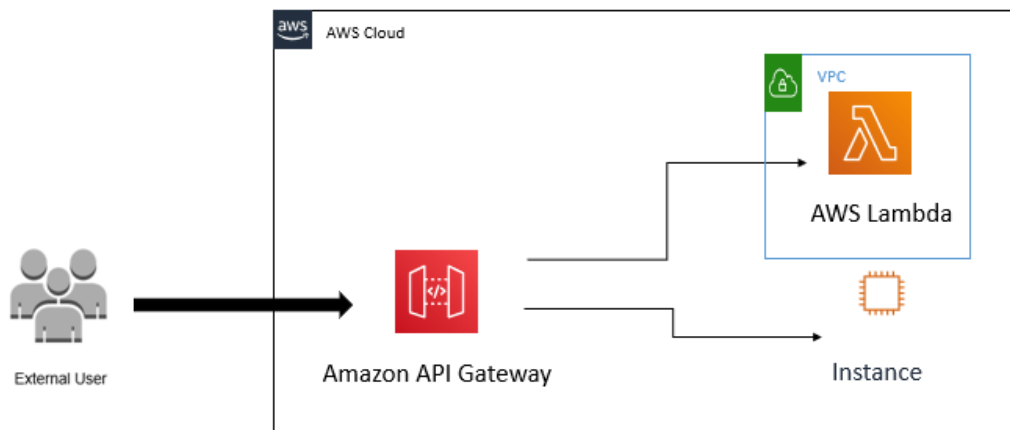 aws
AWS Cloud
VPC
AWS Lambda
</>
Amazon API Gateway
Instance
External User